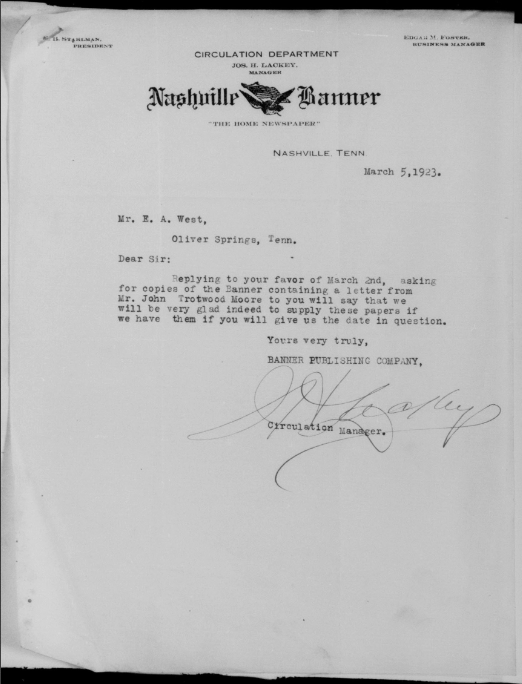 E. B. STAHLMAN, PRESIDENT
EDGAR M. FOSTER, BUSINESS MANAGER
CIRCULATION DEPARTMENT
JOS. H. LACKEY, MANAGER
Nashville Banner
"THE HOME NEWSPAPER"
NASHVILLE, TENN.
March 5,1923.
Mr. E. A. West,
Oliver Springs, Tenn.
Dear Sir:
Replying to your favor of March 2nd, asking
for copies of the Banner containing a letter from
Mr. John Trotwood Moore to you will say that we
will be very glad indeed to supply these papers if
we have them if you will give us the date in question.
Yours very truly,
BANNER PUBLISHING COMPANY,
J H Lackey
Circulation Manager.